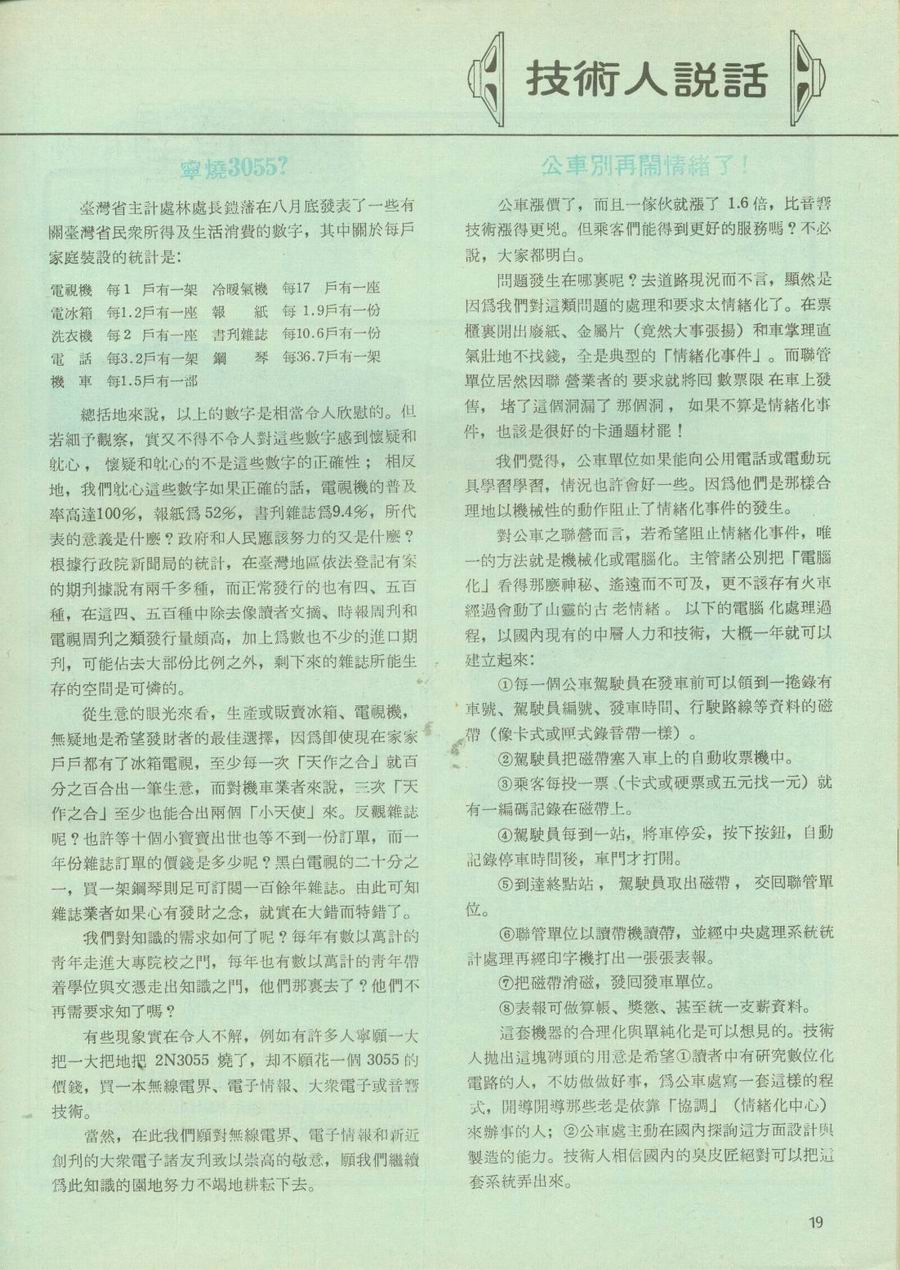 技術人說話
寧燒3055?
臺灣省主計處林處長鎧藩在八月底發表了一些有
關臺灣省民衆所得及生活消費的數字，其中關於每戶
家庭裝設的統計是:
電視機 每1 戶有一架 冷暖氣機 每17 戶有一座
電冰箱 每1.2戶有一座 報 紙 每 1.9戶有一份
洗衣機 每2 戶有一座 書刋雜誌 每10.6戶有一份
電 話 每3.2戶有一架 鋼 琴 每36.7戶有一架
機 車 每1.5戶有一部
總括地來說，以上的數字是相當令人欣慰的。但
若細予觀察，實又不得不令人對這些數字感到懷疑和
躭心， 懷疑和躭心的不是這些數字的正確性； 相反
地，我們躭心這些數字如果正確的話，電視機的普及
率高達100%，報紙爲 52%，書刋雜誌爲9.4%，所代
表的意義是什麼？政府和人民應該努力的又是什麼？
根據行政院新聞局的統計，在臺灣地區依法登記有案
的期刋據說有兩千多種，而正常發行的也有四、五百
種，在這四、五百種中除去像讀者文摘、時報周刋和
電視周刋之類發行量頗高，加上爲數也不少的進口期
刋，可能佔去大部份比例之外，剩下來的雜誌所能生
存的空間是可憐的。
從生意的眼光來看，生產或販賣冰箱、電視機，
無疑地是希望發財者的最佳選擇，因爲卽使現在家家
戶戶都有了冰箱電視，至少每一次「天作之合」就百
分之百合出一筆生意，而對機車業者來說，三次「天
作之合」至少也能合出兩個「小天使」來。反觀雜誌
呢？也許等十個小寶寶出世也等不到一份訂單，而一
年份雜誌訂單的價錢是多少呢？黑白電視的二十分之
一，買一架鋼琴則足可訂閱一百餘年雜誌。由此可知
雜誌業者如果心有發財之念，就實在大錯而特錯了。
我們對知識的需求如何了呢？每年有數以萬計的
靑年走進大專院校之門，每年也有數以萬計的靑年帶
着學位與文憑走出知識之門，他們那裏去了？他們不
再需要求知了嗎？
有些現象實在令人不解，例如有許多人寧願一大
把一大把地把 2N3055 燒了，却不願花一個 3055 的
價錢，買一本無線電界、電子情報、大衆電子或音響
技術。
當然，在此我們願對無線電界、電子情報和新近
創刋的大衆電子諸友刋致以崇高的敬意，願我們繼續
爲此知識的園地努力不竭地耕耘下去。
公車別再鬧情緒了！
公車漲價了，而且一傢伙就漲了 1.6 倍，比音響
技術漲得更兇。但乘客們能得到更好的服務嗎？不必
說，大家都明白。
問題發生在哪裏呢？去道路現況而不言，顯然是
因爲我們對這類問題的處理和要求太情緒化了。在票
櫃裏開出廢紙、金屬片（竟然大事張揚）和車掌理直
氣壯地不找錢，全是典型的「情緒化事件」。而聯管
單位居然因聯 營業者的 要求就將回 數票限 在車上發
售， 堵了這個洞漏了 那個洞， 如果不算是情緒化事
件，也該是很好的卡通題材罷！
我們覺得，公車單位如果能向公用電話或電動玩
具學習學習，情況也許會好一些。因爲他們是那樣合
理地以機械性的動作阻止了情緒化事件的發生。
對公車之聯營而言，若希望阻止情緒化事件，唯
一的方法就是機械化或電腦化。主管諸公別把「電腦
化」看得那麼神秘、遙遠而不可及，更不該存有火車
經過會動了山靈的古 老情緒 。 以下的電腦 化處理過
程，以國內現有的中層人力和技術，大概一年就可以
建立起來：
①每一個公車駕駛員在發車前可以領到一捲錄有
車號、駕駛員編號、發車時間、行駛路線等資料的磁
帶（像卡式或匣式錄音帶一樣）。
②駕駛員把磁帶塞入車上的自動收票機中。
③乘客每投一票（卡式或硬票或五元找一元）就
有一編碼記錄在磁帶上。
④駕駛員每到一站，將車停妥，按下按鈕，自動
記錄停車時間後，車門才打開。
⑤到達終點站， 駕駛員取出磁帶， 交回聯管單
位。
⑥聯管單位以讀帶機讀帶，並經中央處理系統統
計處理再經印字機打出一張張表報。
⑦把磁帶消磁，發回發車單位。
⑧表報可做算帳、獎懲、甚至統一支薪資料。
這套機器的合理化與單純化是可以想見的。技術
人拋出這塊磚頭的用意是希望①讀者中有研究數位化
電路的人，不妨做做好事，爲公車處寫一套這樣的程
式，開導開導那些老是依靠「協調」（情緒化中心）
來辦事的人；②公車處主動在國內探詢這方面設計與
製造的能力。技術人相信國內的臭皮匠絕對可以把這
套系統弄出來。
19